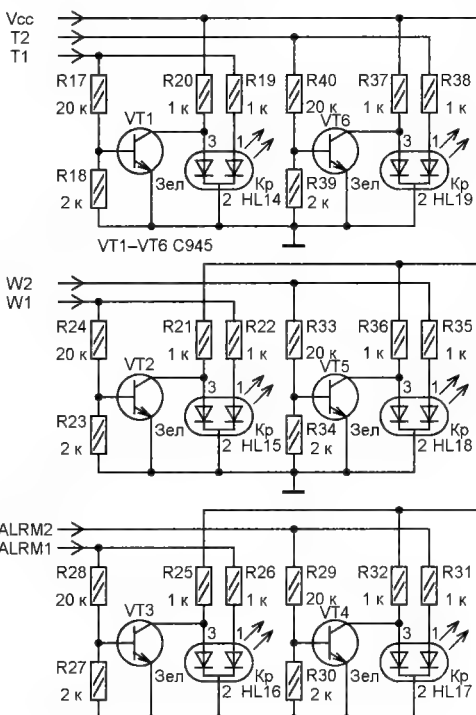 Vcc
T2
T1
R17
20 к
R20
1 к
R19
1 к
R40
20 к
R37
1 к
R38
1 к
VT1
VT6
3
1
3
1
R18
2 к
Зел
2
Кр
HL14
R39
2 к
Зел
2
Кр
HL19
VT1–VT6 C945
W2
W1
R24
20 к
R21
1 к
R22
1 к
R33
20 к
R36
1 к
R35
1 к
VT2
VT5
3
1
3
1
R23
2 к
Зел
2
Кр
HL15
R34
2 к
Зел
2
Кр
HL18
ALRM2
ALRM1
R28
20 к
R25
1 к
R26
1 к
R29
20 к
R32
1 к
R31
1 к
VT3
VT4
3
1
3
1
R27
2 к
Зел
2
Кр
HL16
R30
2 к
Зел
2
Кр
HL17